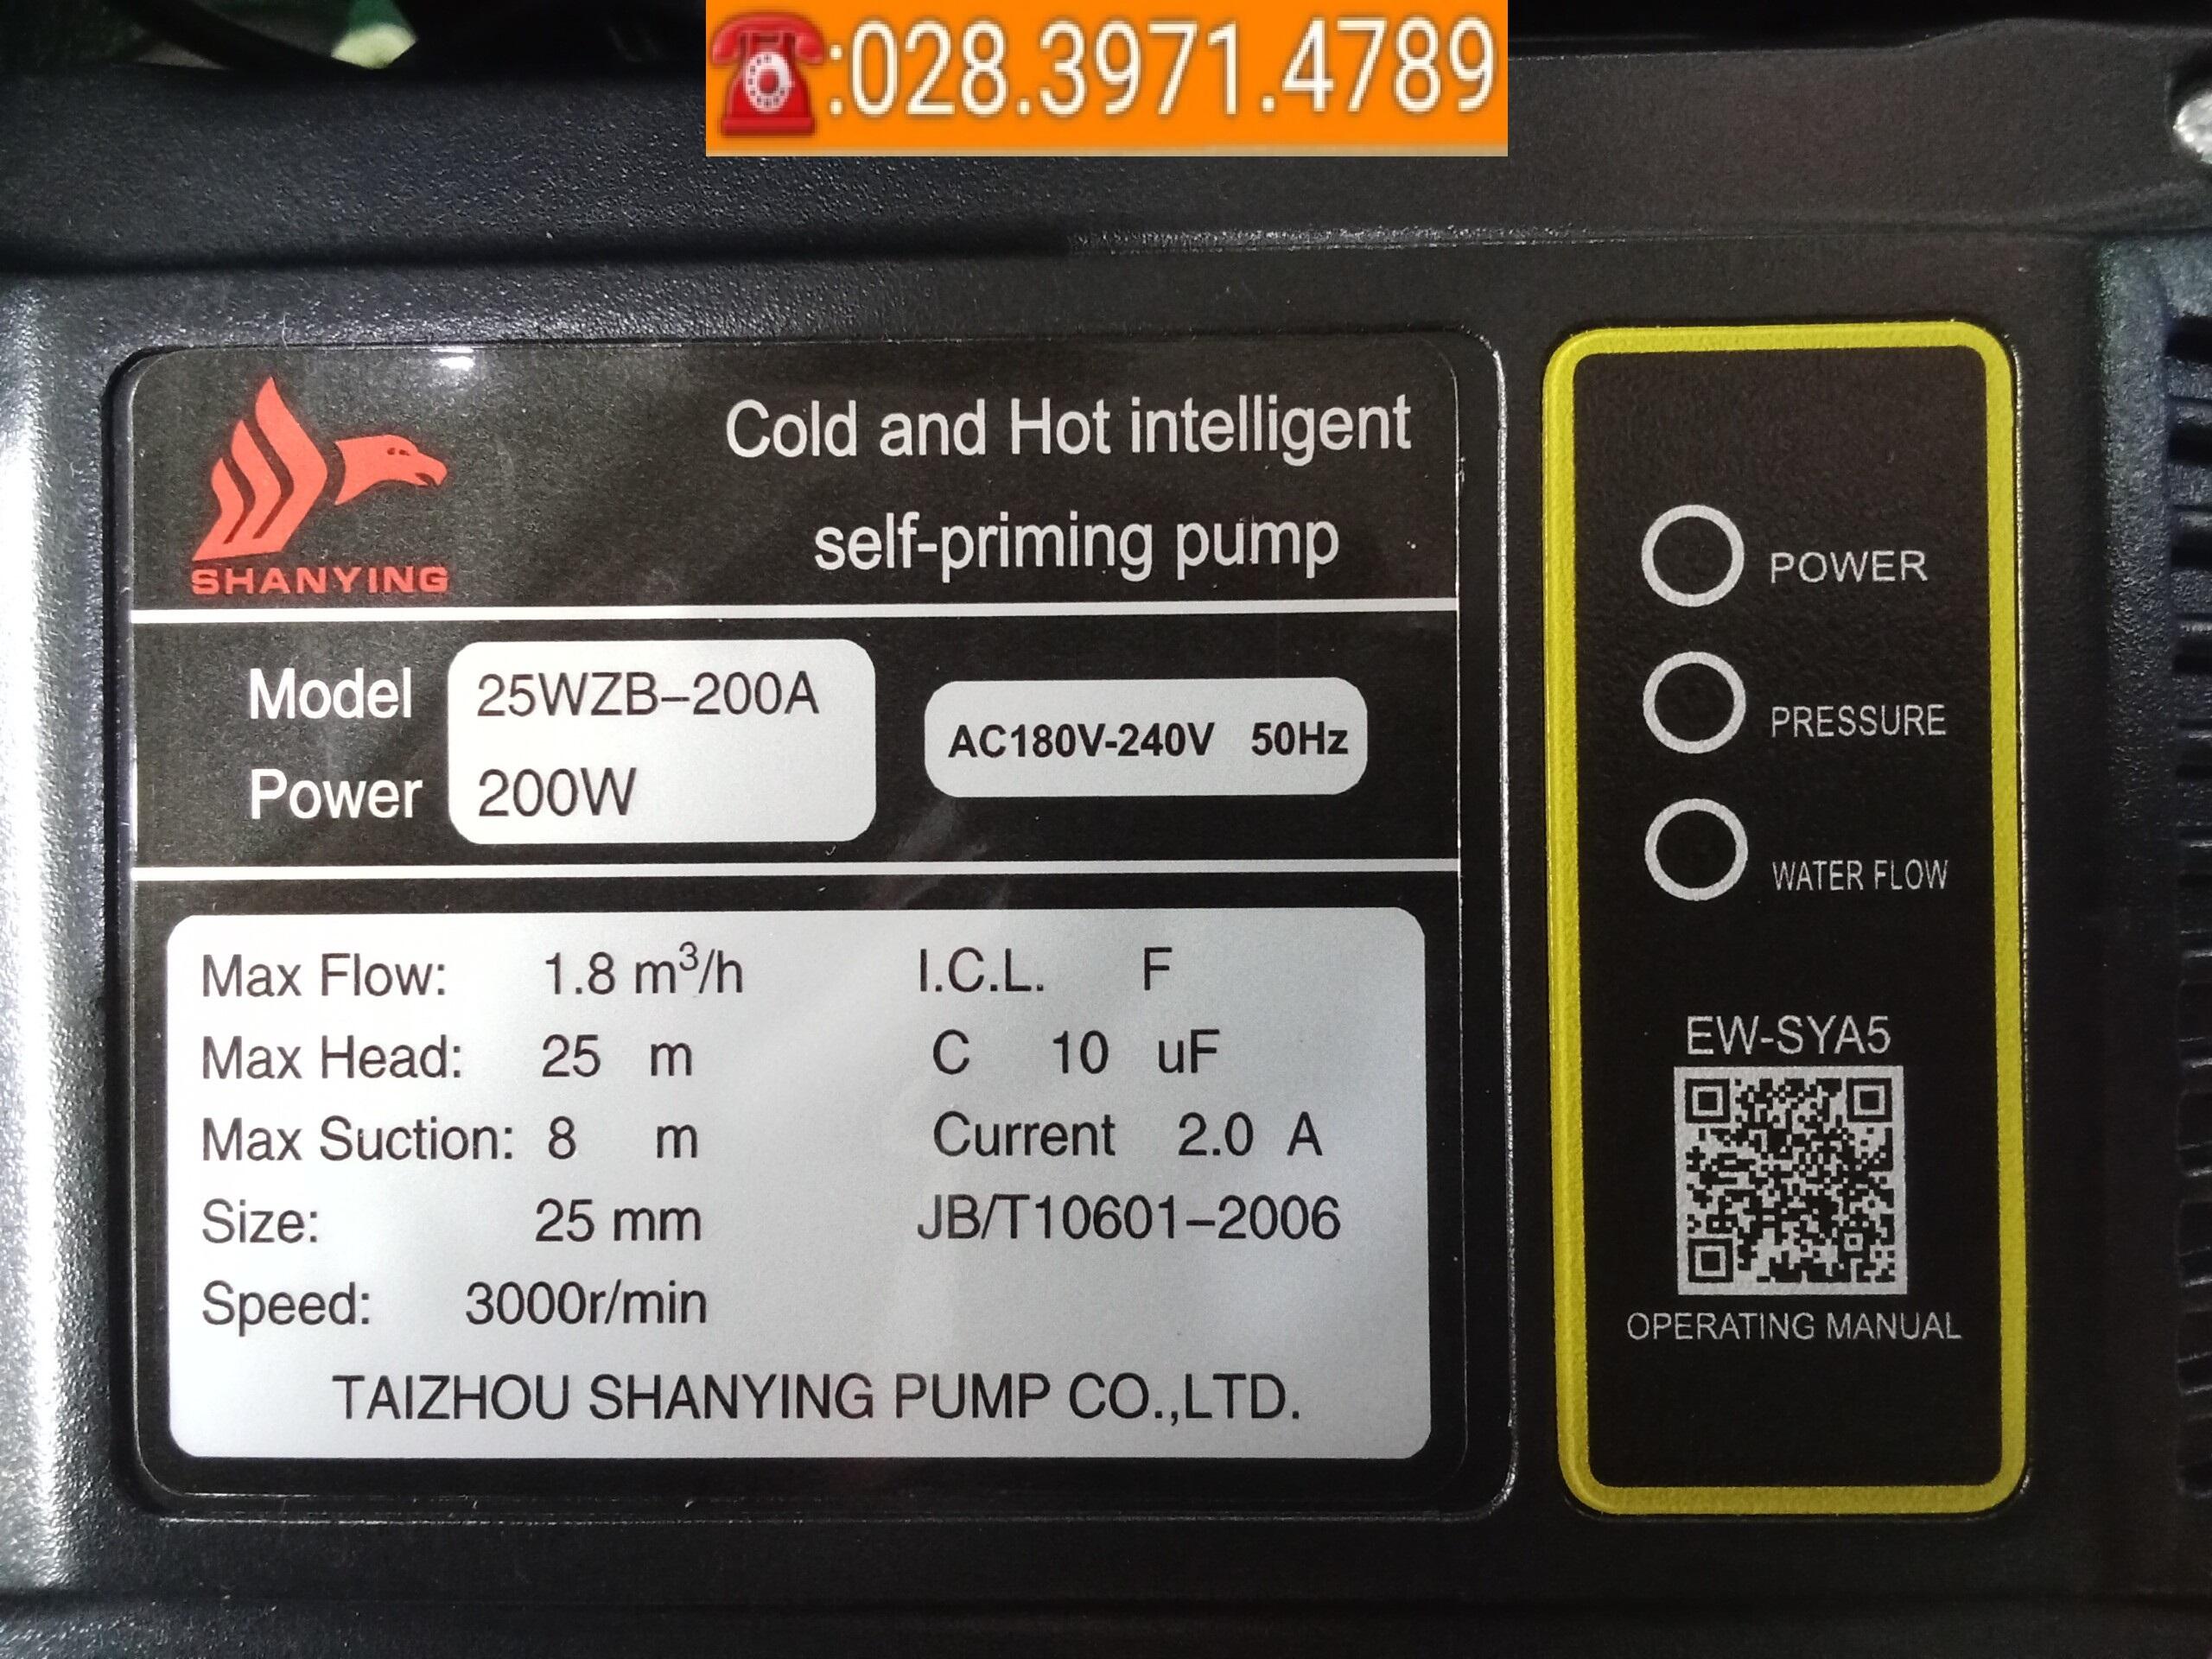 :028.3971.4789
SHANYING
Cold and Hot intelligent
self-priming pump
Model 25WZB-200A
Power 200W
AC180V-240V 50Hz
Max Flow: 1.8 m³/h
Max Head: 25 m
Max Suction: 8 m
Size: 25 mm
Speed: 3000r/min
I.C.L. F
C 10 uF
Current 2.0 A
JB/T10601-2006
TAIZHOU SHANYING PUMP CO.,LTD.
POWER
PRESSURE
WATER FLOW
EW-SYA5
OPERATING MANUAL